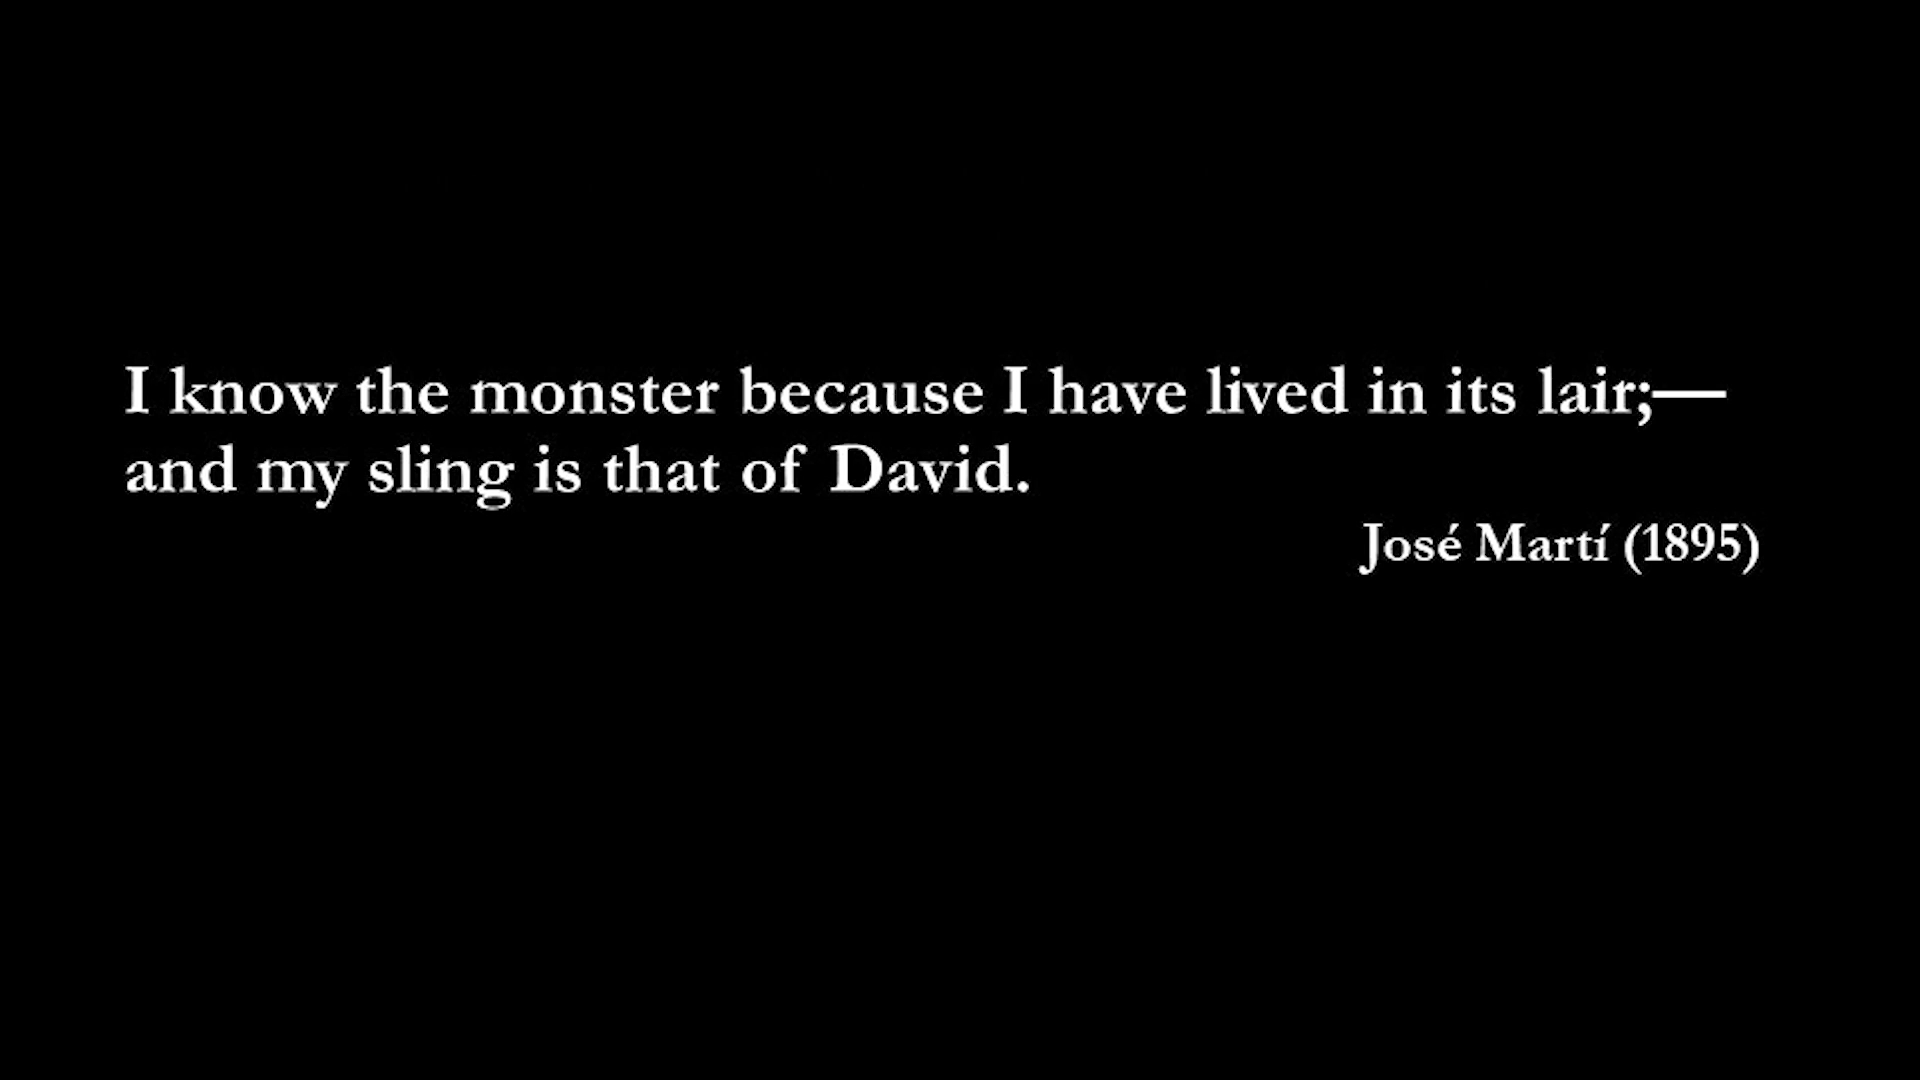 I know the monster because I have lived in its lair;—
and my sling is that of David.
José Martí (1895)